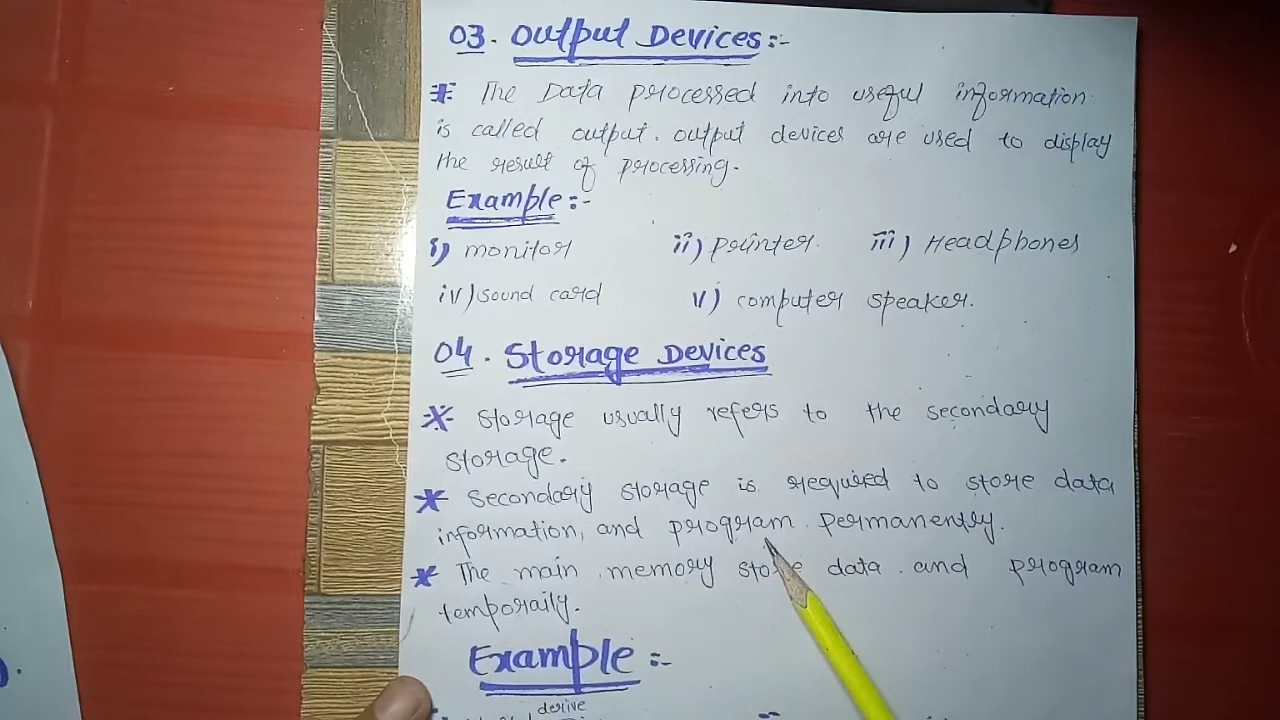 03. Output Devices:-
* The Data processed into useful information
is called output. output devices are used to display
the result of processing.
Example:-
i) monitor ii) printer. iii) Headphones
iv) sound card v) computer speaker.
04. Storage Devices
* Storage usually refers to the secondary
storage.
* Secondary storage is required to store data
information, and program permanently.
* The main memory store data and program
temporaily.
Example:-
derive